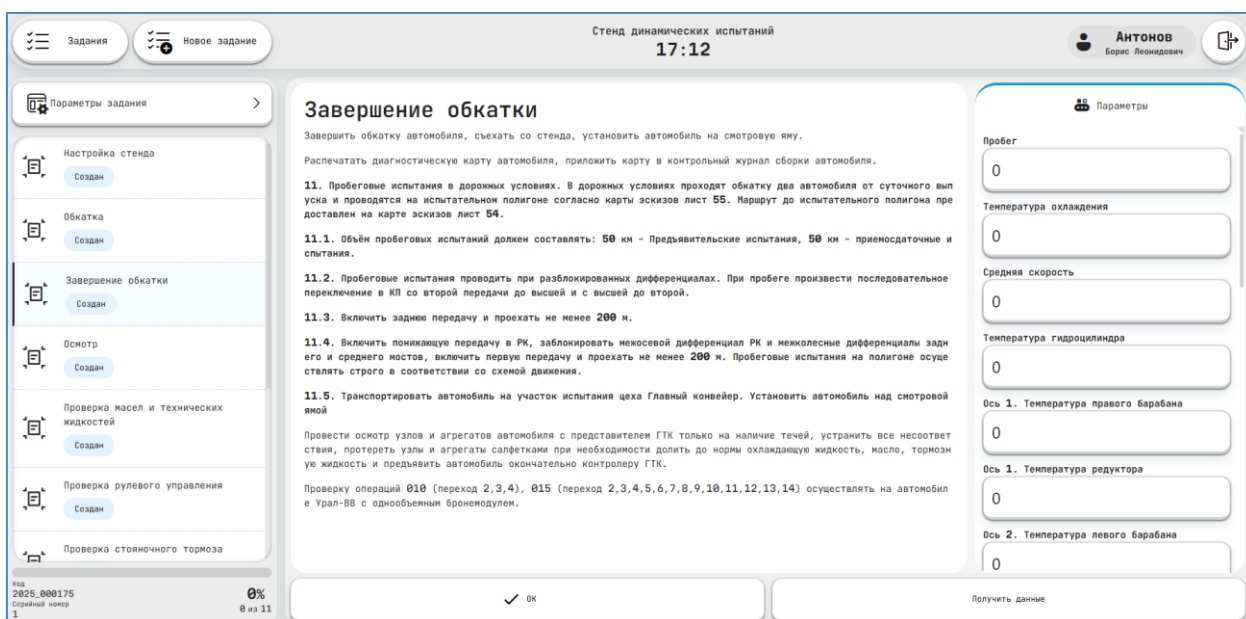 Задания
Новое задание
Стенд динамических испытаний
17:12
Антонов
Борис Леонидович
Параметры задания
Настройка стенда
Создан
Обкатка
Создан
Завершение обкатки
Создан
Осмотр
Создан
Проверка масел и технических
жидкостей
Создан
Проверка рулевого управления
Создан
Проверка стояночного тормоза
Код
2025_000175
Серийный номер
1
0%
0 из 11
Завершение обкатки
Завершить обкатку автомобиля, съехать со стенда, установить автомобиль на смотровую яму.
Распечатать диагностическую карту автомобиля, приложить карту в контрольный журнал сборки автомобиля.
11. Пробеговые испытания в дорожных условиях. В дорожных условиях проходят обкатку два автомобиля от суточного вып
уска и проводятся на испытательном полигоне согласно карты эскизов лист 55. Маршрут до испытательного полигона пре
доставлен на карте эскизов лист 54.
11.1. Объём пробеговых испытаний должен составлять: 50 км – Предъявительские испытания, 50 км – приемосдаточные и
спытания.
11.2. Пробеговые испытания проводить при разблокированных дифференциалах. При пробеге произвести последовательное
переключение в КП со второй передачи до высшей и с высшей до второй.
11.3. Включить заднюю передачу и проехать не менее 200 м.
11.4. Включить понижающую передачу в РК, заблокировать межосевой дифференциал РК и межколесные дифференциалы задн
его и среднего мостов, включить первую передачу и проехать не менее 200 м. Пробеговые испытания на полигоне осуще
ствлять строго в соответствии со схемой движения.
11.5. Транспортировать автомобиль на участок испытания цеха Главный конвейер. Установить автомобиль над смотровой
ямой
Провести осмотр узлов и агрегатов автомобиля с представителем ГТК только на наличие течей, устранить все несоответ
ствия, протереть узлы и агрегаты салфетками при необходимости долить до нормы охлаждающую жидкость, масло, тормозн
ую жидкость и предъявить автомобиль окончательно контролеру ГТК.
Проверку операций 010 (переход 2,3,4), 015 (переход 2,3,4,5,6,7,8,9,10,11,12,13,14) осуществлять на автомобил
е Урал-ВВ с однообъемным бронемодулем.
ОК
Получить данные
Параметры
Пробег
0
Температура охлаждения
0
Средняя скорость
0
Температура гидроцилиндра
0
Ось 1. Температура правого барабана
0
Ось 1. Температура редуктора
0
Ось 2. Температура левого барабана
0